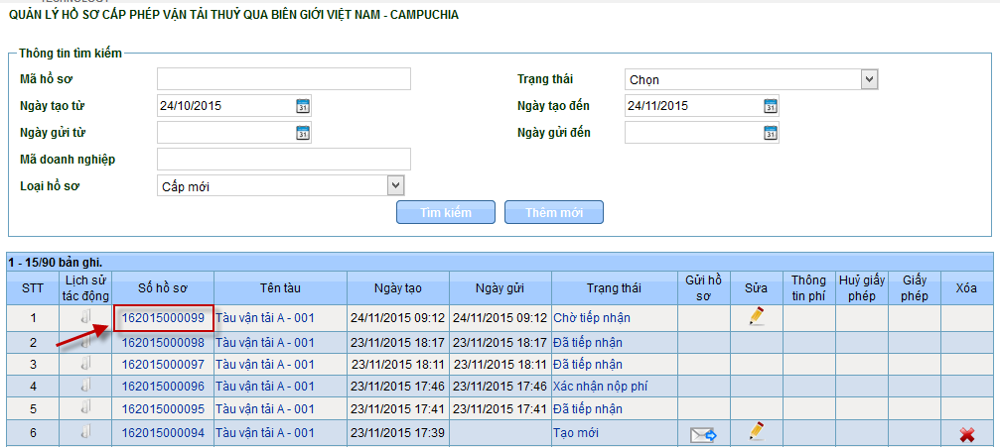 TECHNOLOGY
QUẢN LÝ HỒ SƠ CẤP PHÉP VẬN TẢI THUỶ QUA BIÊN GIỚI VIỆT NAM - CAMPUCHIA
Thông tin tìm kiếm
Mã hồ sơ Trạng thái Chọn
Ngày tạo từ 24/10/2015 31 Ngày tạo đến 24/11/2015 31
Ngày gửi từ 31 Ngày gửi đến 31
Mã doanh nghiệp
Loại hồ sơ Cấp mới
Tìm kiếm Thêm mới
1 - 15/90 bản ghi.
STT Lịch sử tác động Số hồ sơ Tên tàu Ngày tạo Ngày gửi Trạng thái Gửi hồ sơ Sửa Thông tin phí Huỷ giấy phép Giấy phép Xóa
1 162015000099 Tàu vận tải A - 001 24/11/2015 09:12 24/11/2015 09:12 Chờ tiếp nhận
2 162015000098 Tàu vận tải A - 001 23/11/2015 18:17 23/11/2015 18:17 Đã tiếp nhận
3 162015000097 Tàu vận tải A - 001 23/11/2015 18:11 23/11/2015 18:11 Đã tiếp nhận
4 162015000096 Tàu vận tải A - 001 23/11/2015 17:46 23/11/2015 17:46 Xác nhận nộp phí
5 162015000095 Tàu vận tải A - 001 23/11/2015 17:41 23/11/2015 17:41 Đã tiếp nhận
6 162015000094 Tàu vận tải A - 001 23/11/2015 17:39 Tạo mới